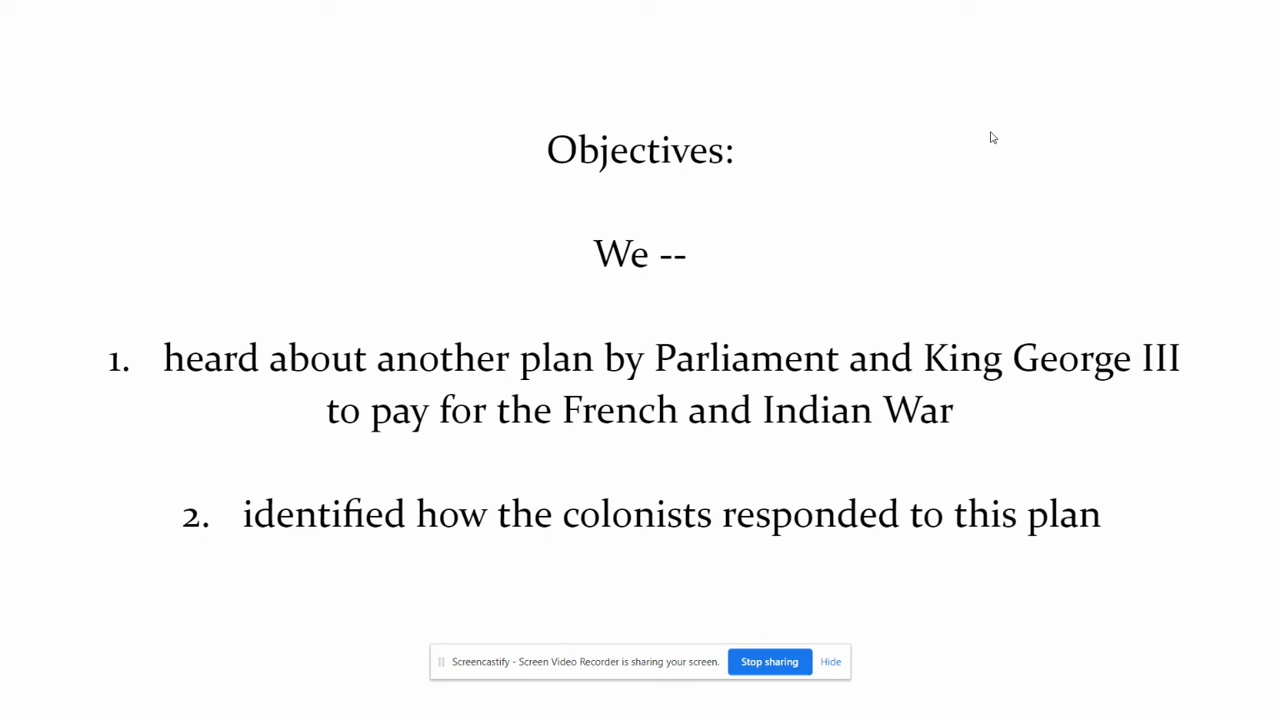 Objectives:
We --
1. heard about another plan by Parliament and King George III
to pay for the French and Indian War
2. identified how the colonists responded to this plan
Screencastify - Screen Video Recorder is sharing your screen. Stop sharing Hide